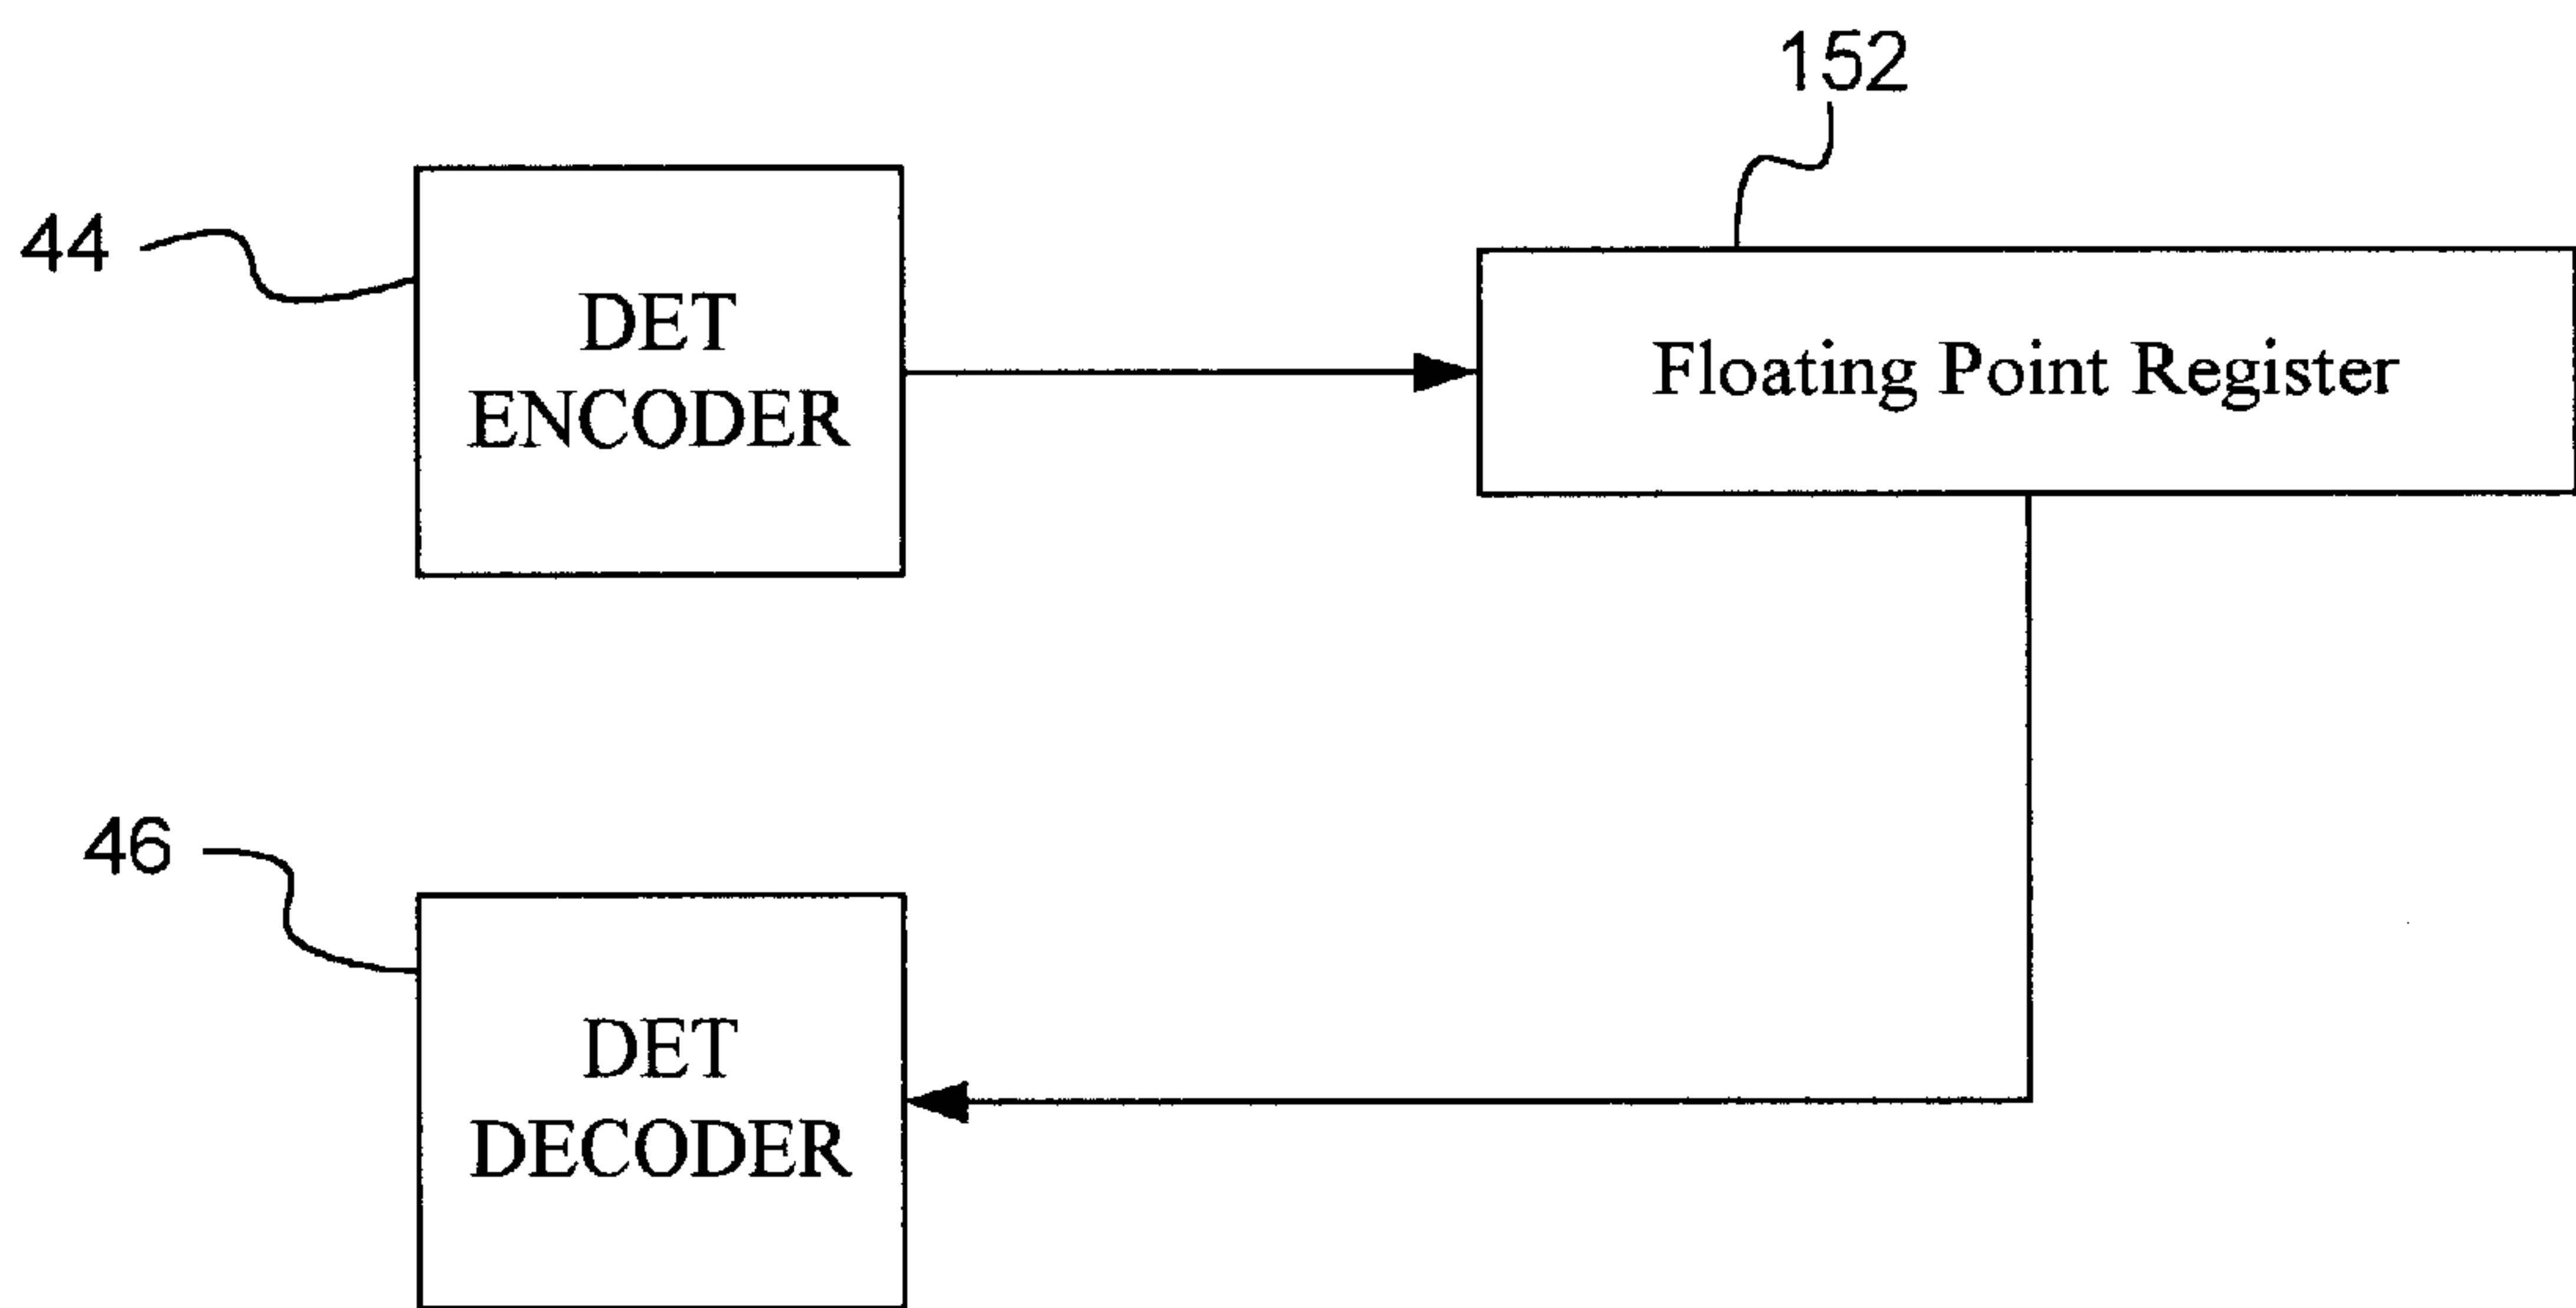 152
44
DET
ENCODER
Floating Point Register
46
DET
DECODER